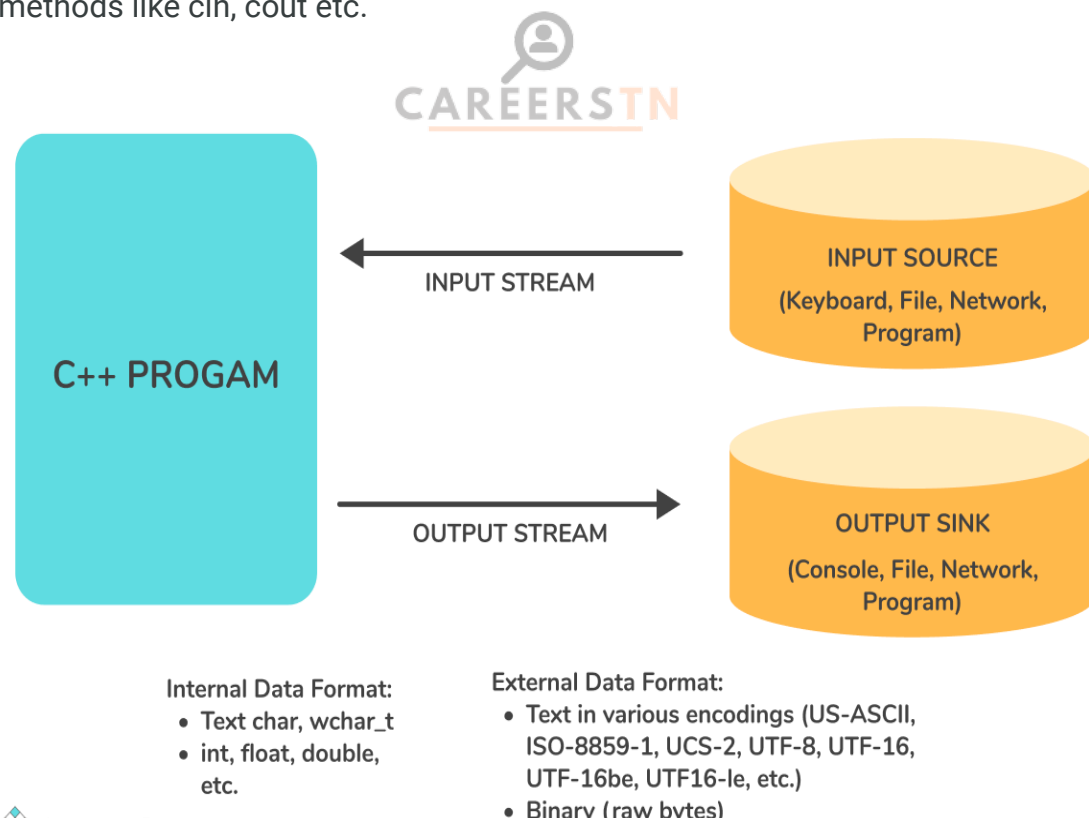 methods like cin, cout etc.
CAREERSTN
INPUT STREAM
INPUT SOURCE
(Keyboard, File, Network,
Program)
C++ PROGAM
OUTPUT STREAM
OUTPUT SINK
(Console, File, Network,
Program)
Internal Data Format:
• Text char, wchar_t
• int, float, double,
etc.
External Data Format:
• Text in various encodings (US-ASCII,
ISO-8859-1, UCS-2, UTF-8, UTF-16,
UTF-16be, UTF16-le, etc.)
• Binary (raw bytes)